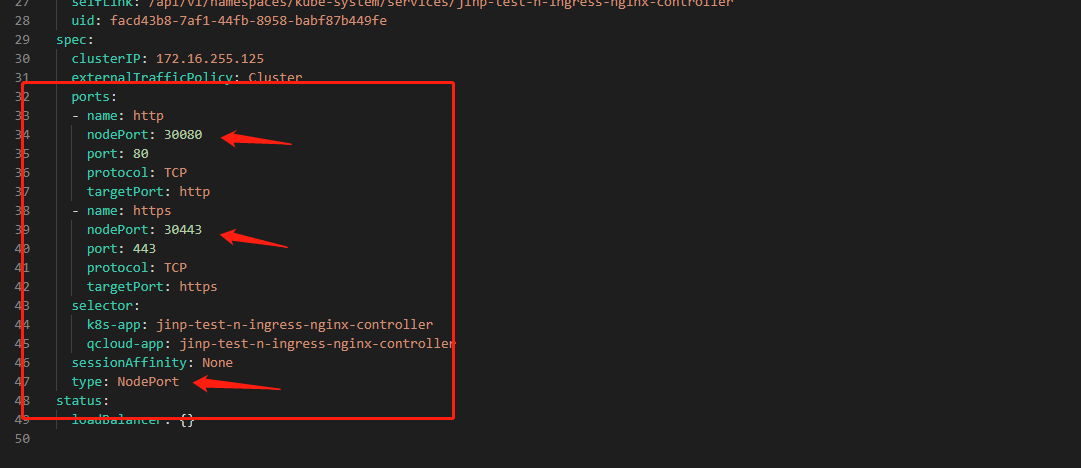 27 selfLink: /api/v1/namespaces/kube-system/services/jinp-test-n-ingress-nginx-controller
28 uid: facd43b8-7af1-44fb-8958-babf87b449fe
29 spec:
30 clusterIP: 172.16.255.125
31 externalTrafficPolicy: Cluster
32 ports:
33 - name: http
34 nodePort: 30080
35 port: 80
36 protocol: TCP
37 targetPort: http
38 - name: https
39 nodePort: 30443
40 port: 443
41 protocol: TCP
42 targetPort: https
43 selector:
44 k8s-app: jinp-test-n-ingress-nginx-controller
45 qcloud-app: jinp-test-n-ingress-nginx-controller
46 sessionAffinity: None
47 type: NodePort
48 status:
49 loadBalancer: {}
50